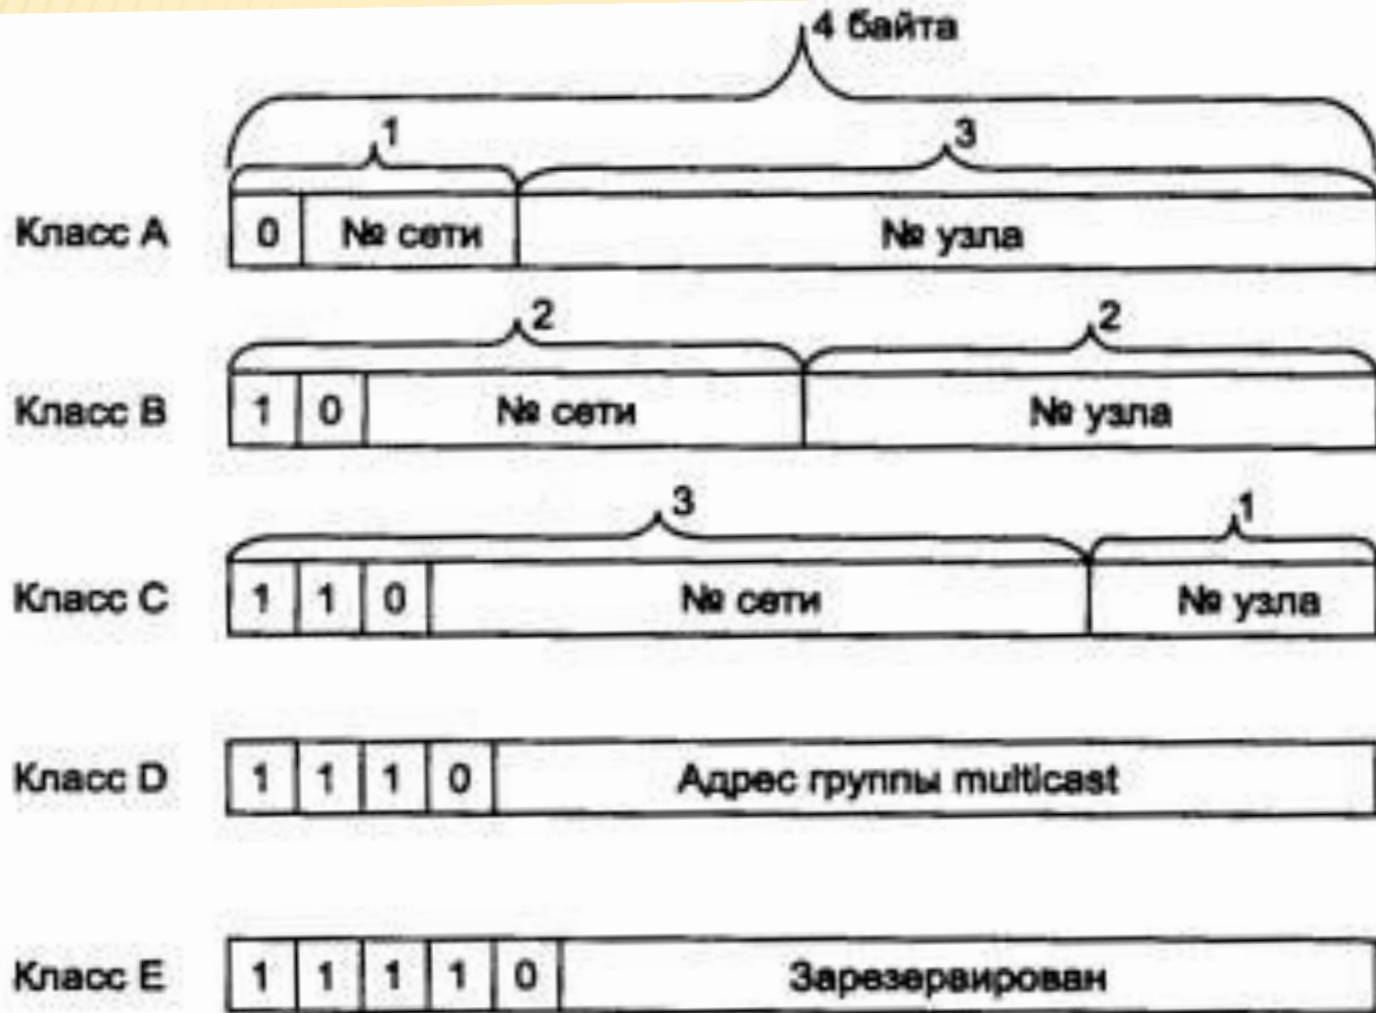 4 байта
1 3
Класс A 0 № сети № узла
2 2
Класс B 1 0 № сети № узла
3 1
Класс C 1 1 0 № сети № узла
Класс D 1 1 1 0 Адрес группы multicast
Класс E 1 1 1 1 0 Зарезервирован